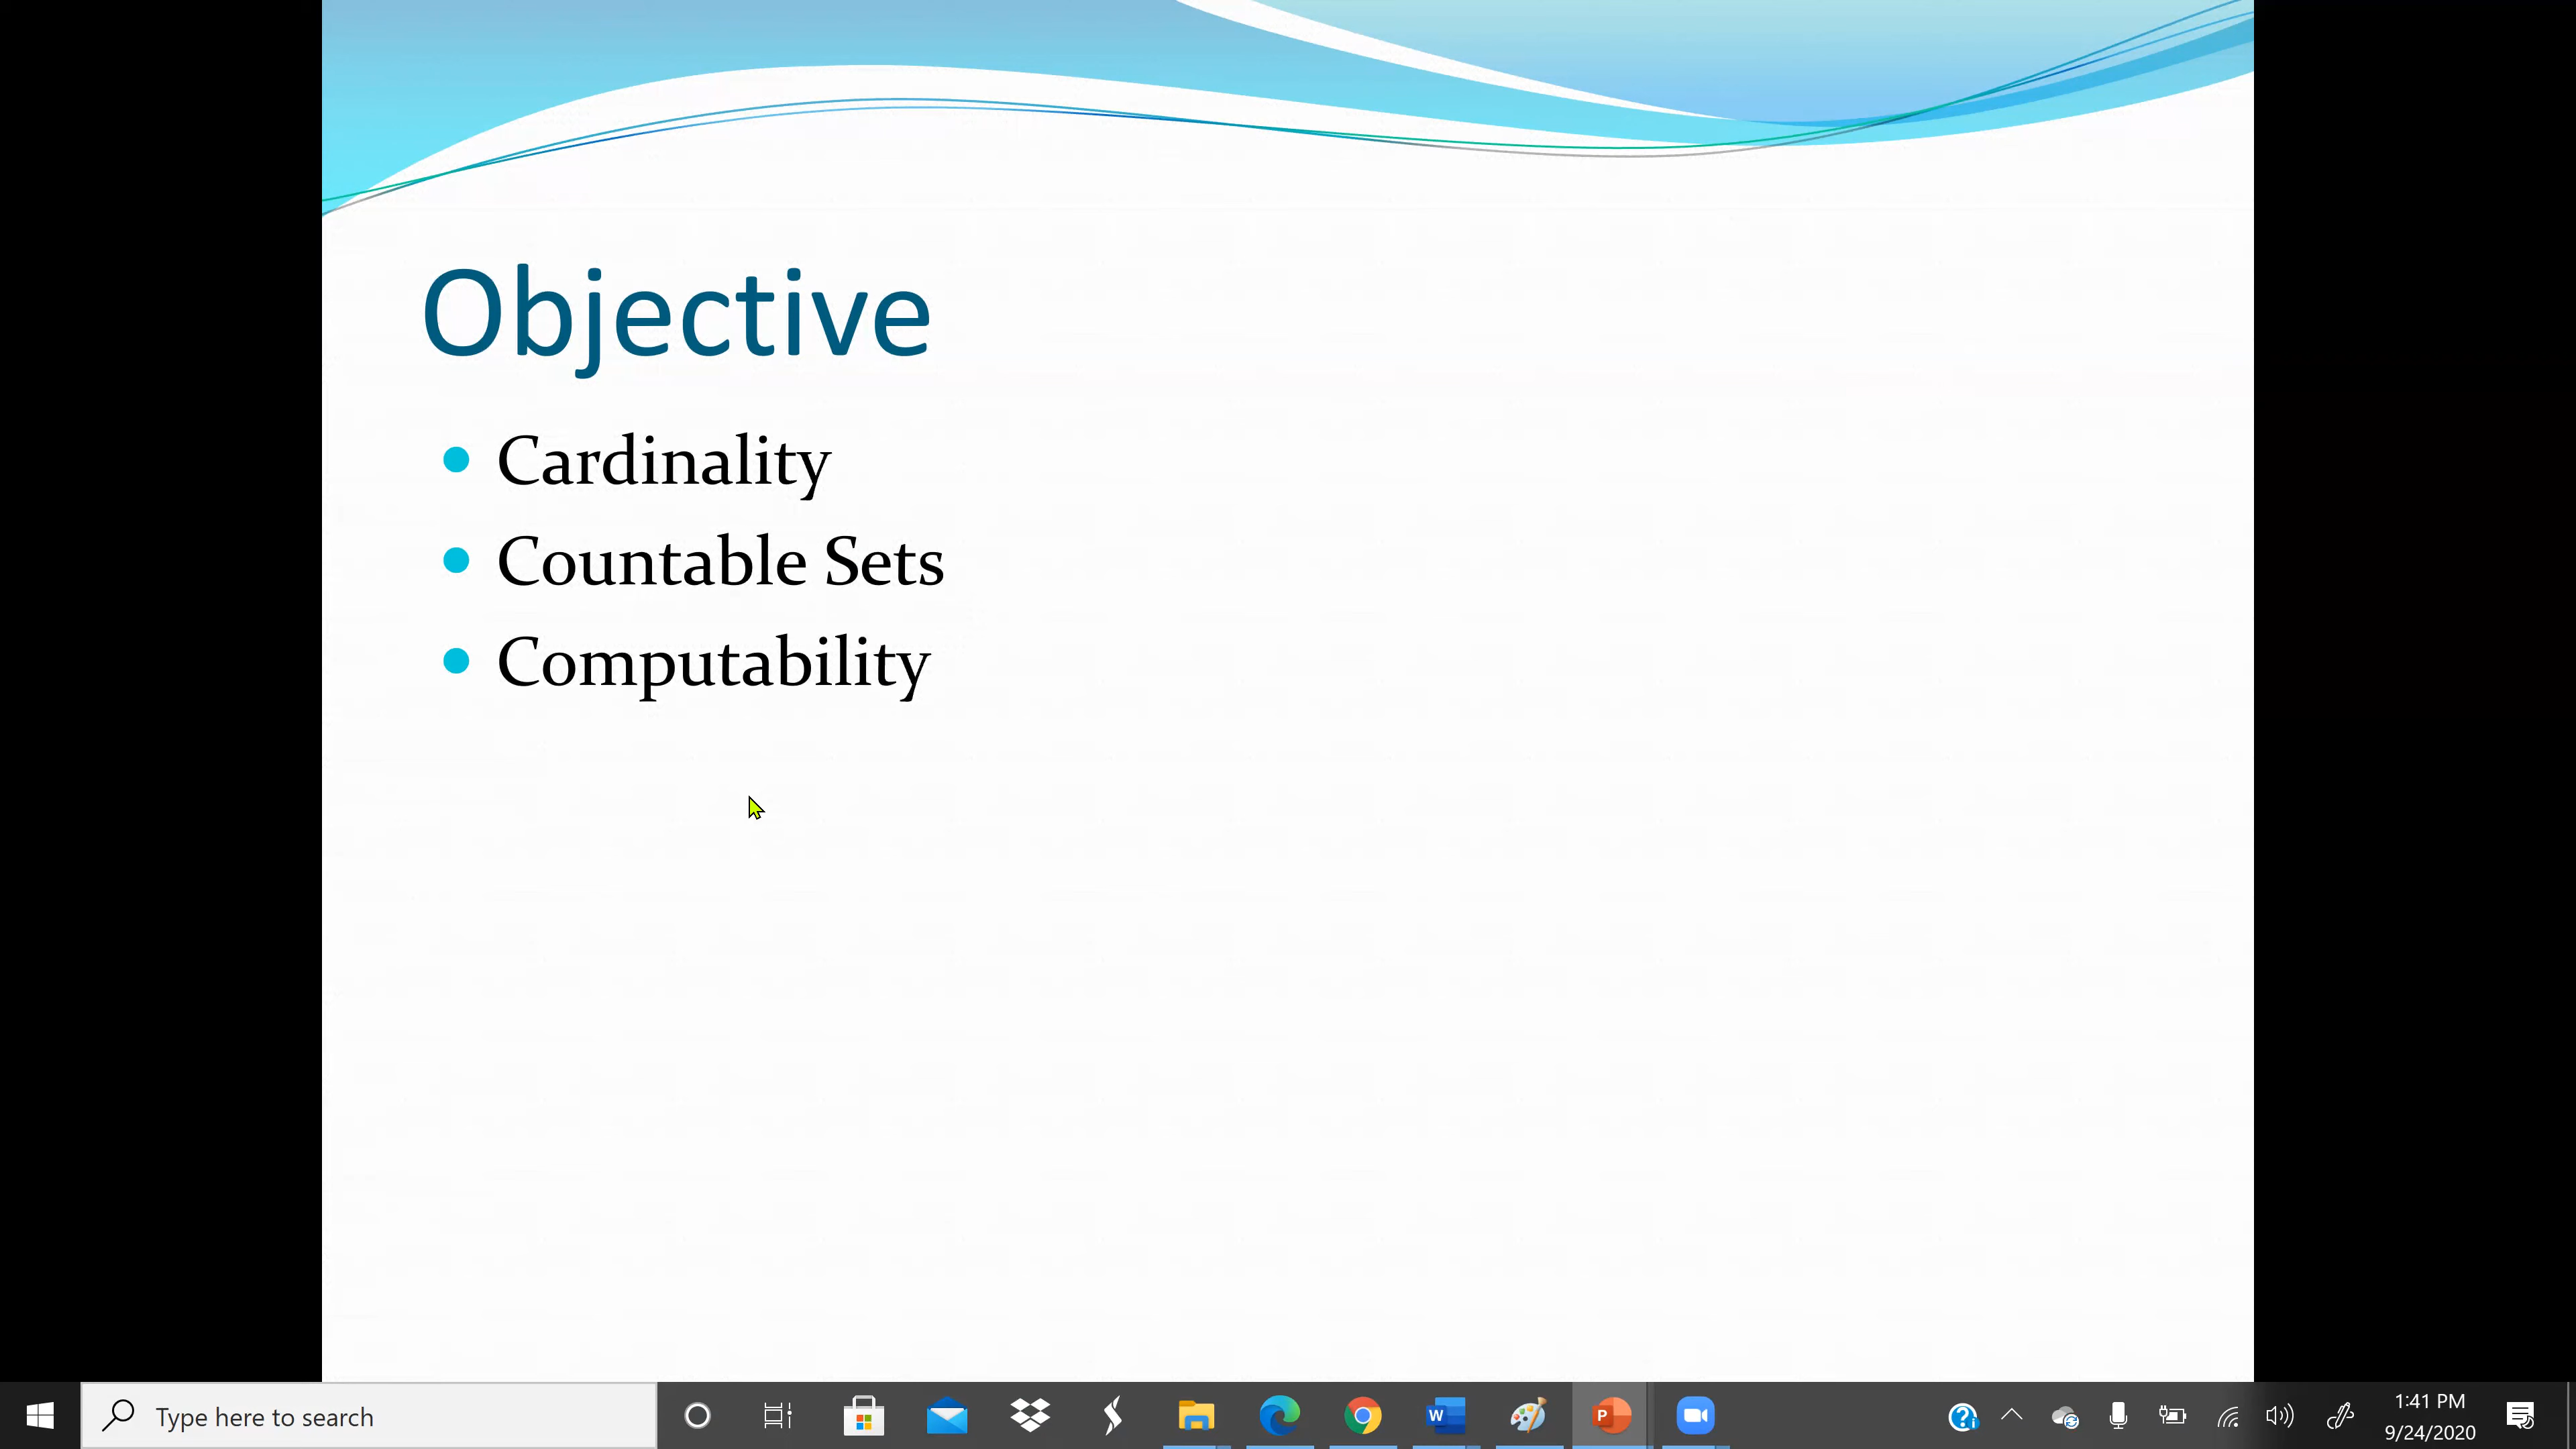 Objective
Cardinality
Countable Sets
Computability
Type here to search
1:41 PM
9/24/2020